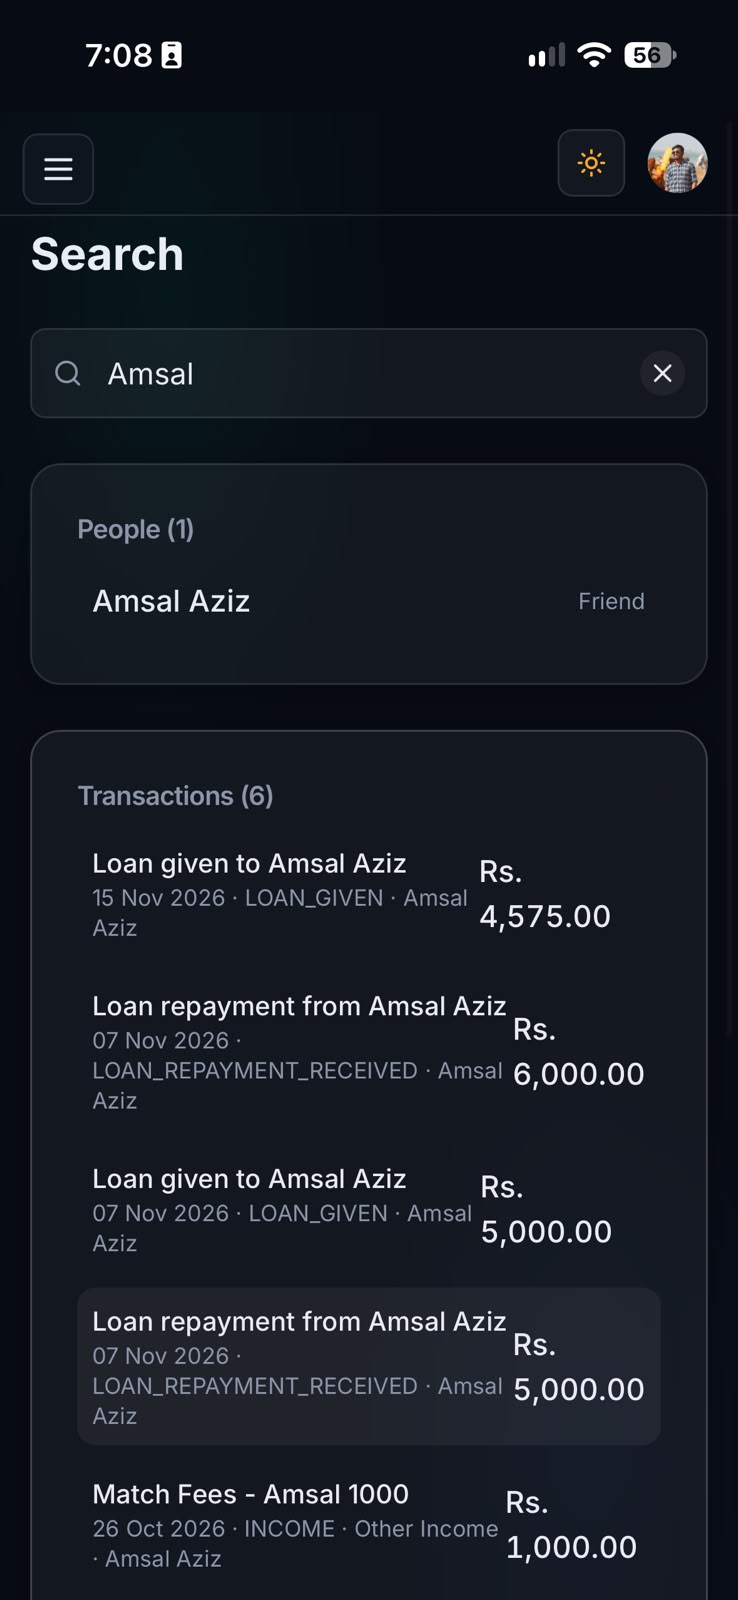 7:08
56
Search
Amsal
People (1)
Amsal Aziz
Friend
Transactions (6)
Loan given to Amsal Aziz
15 Nov 2026 · LOAN_GIVEN · Amsal
Aziz
Rs.
4,575.00
Loan repayment from Amsal Aziz
07 Nov 2026 ·
LOAN_REPAYMENT_RECEIVED · Amsal
Aziz
Rs.
6,000.00
Loan given to Amsal Aziz
07 Nov 2026 · LOAN_GIVEN · Amsal
Aziz
Rs.
5,000.00
Loan repayment from Amsal Aziz
07 Nov 2026 ·
LOAN_REPAYMENT_RECEIVED · Amsal
Aziz
Rs.
5,000.00
Match Fees - Amsal 1000
26 Oct 2026 · INCOME · Other Income
· Amsal Aziz
Rs.
1,000.00